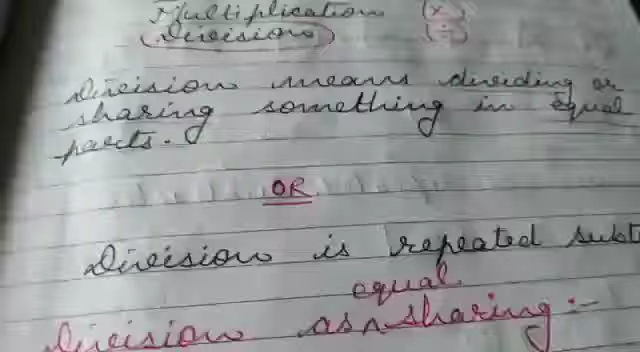 Multiplication (×)
Division (÷)
Division means dividing or
sharing something in equal
parts.
OR
Division is repeated subt
equal
Division as ∧ sharing :-